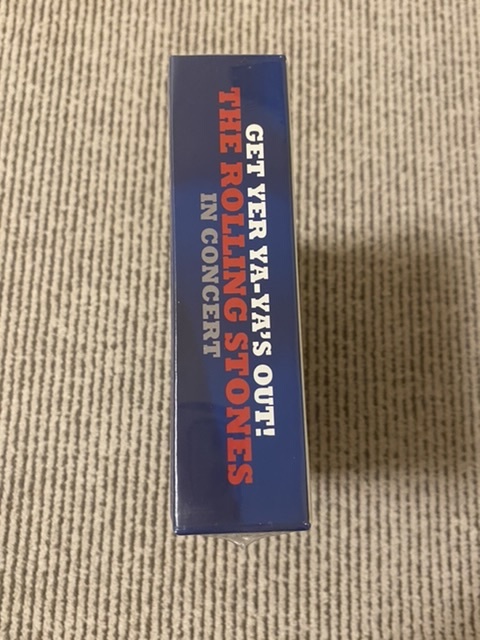 GET YER YA-YA'S OUT!
THE ROLLING STONES
IN CONCERT